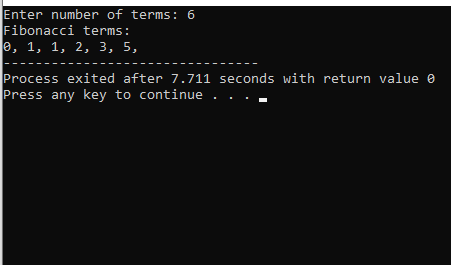 Enter number of terms: 6
Fibonacci terms:
0, 1, 1, 2, 3, 5,
--------------------------------
Process exited after 7.711 seconds with return value 0
Press any key to continue . . .